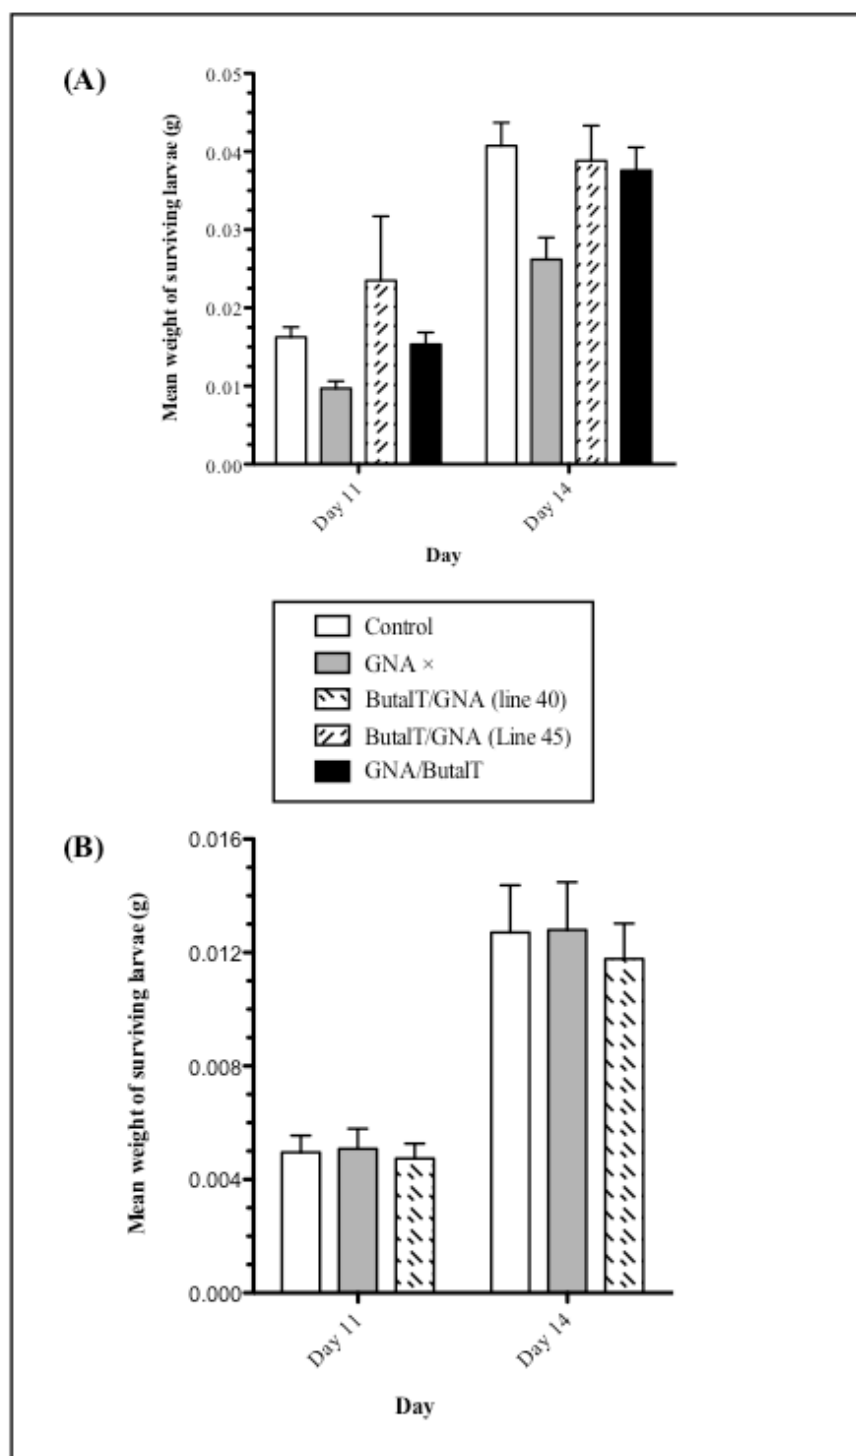 (A)
Mean weight of surviving larvae (g)
0.05
0.04
0.03
0.02
0.01
0.00
Day 11
Day 14
Day
Control
GNA ×
ButaIT/GNA (line 40)
ButaIT/GNA (Line 45)
GNA/ButaIT
(B)
Mean weight of surviving larvae (g)
0.016
0.012
0.008
0.004
0.000
Day 11
Day 14
Day